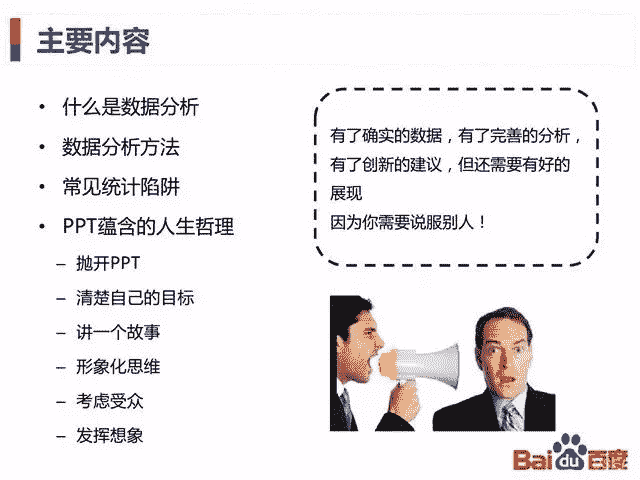 主要内容
• 什么是数据分析
• 数据分析方法
• 常见统计陷阱
• PPT蕴含的人生哲理
– 抛开PPT
– 清楚自己的目标
– 讲一个故事
– 形象化思维
– 考虑受众
– 发挥想象
有了确实的数据，有了完善的分析，
有了创新的建议，但还需要有好的
展现
因为你需要说服别人！
Bai du 百度